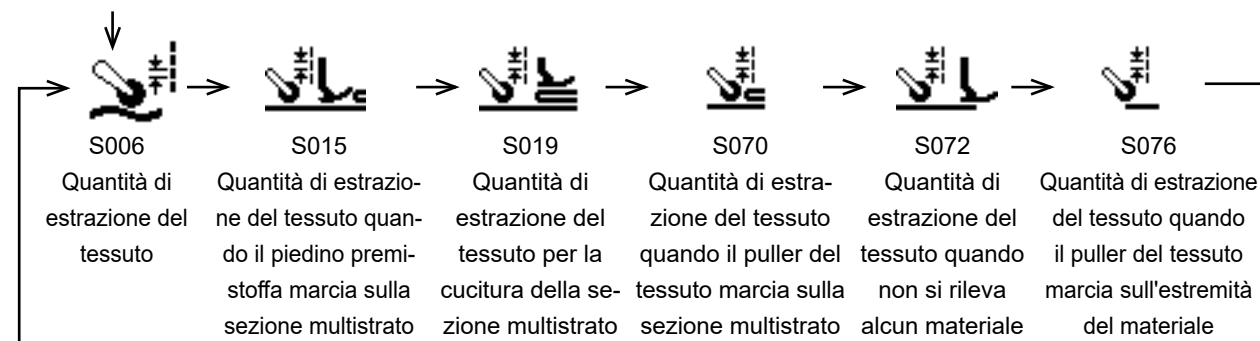 S006
Quantità di
estrazione del
tessuto
S015
Quantità di estrazio-
ne del tessuto quan-
do il piedino premi-
stoffa marcia sulla
sezione multistrato
S019
Quantità di
estrazione del
tessuto per la
cucitura della se-
zione multistrato
S070
Quantità di estra-
zione del tessuto
quando il puller del
tessuto marcia sulla
sezione multistrato
S072
Quantità di
estrazione del
tessuto quando
non si rileva
alcun materiale
S076
Quantità di estrazione
del tessuto quando
il puller del tessuto
marcia sull'estremità
del materiale